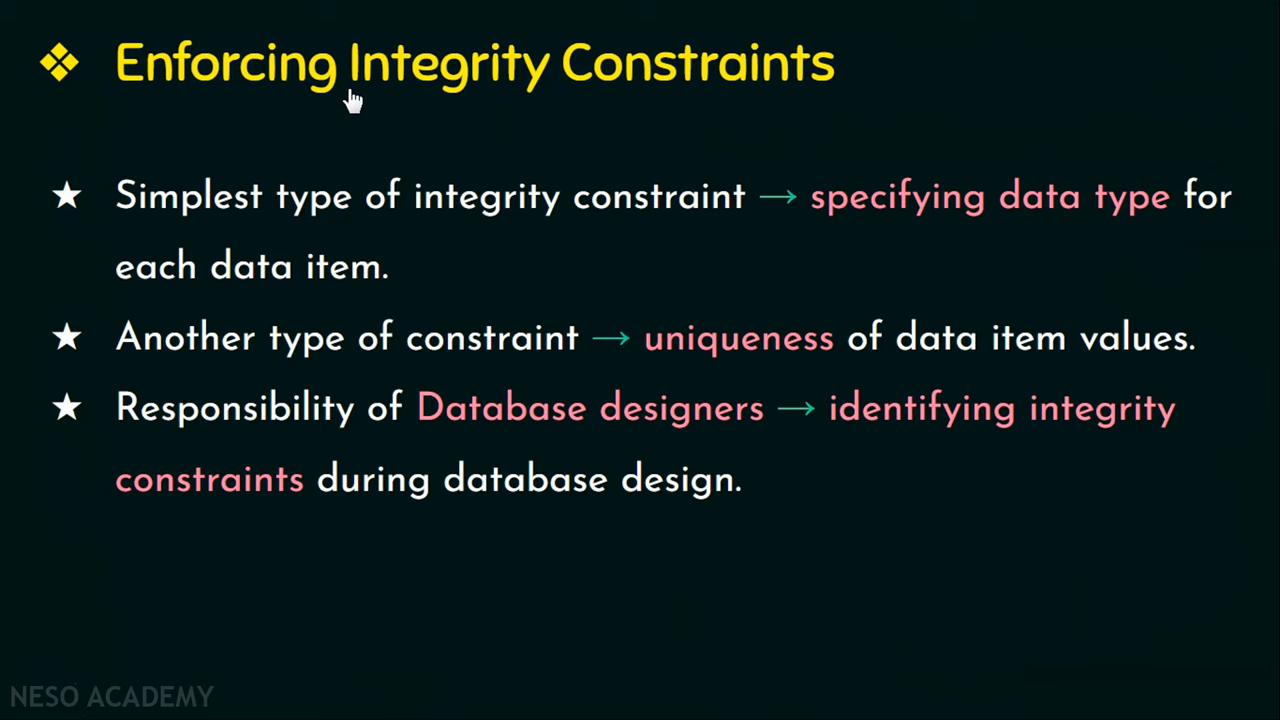 ❖ Enforcing Integrity Constraints
★ Simplest type of integrity constraint → specifying data type for
each data item.
★ Another type of constraint → uniqueness of data item values.
★ Responsibility of Database designers → identifying integrity
constraints during database design.
NESO ACADEMY